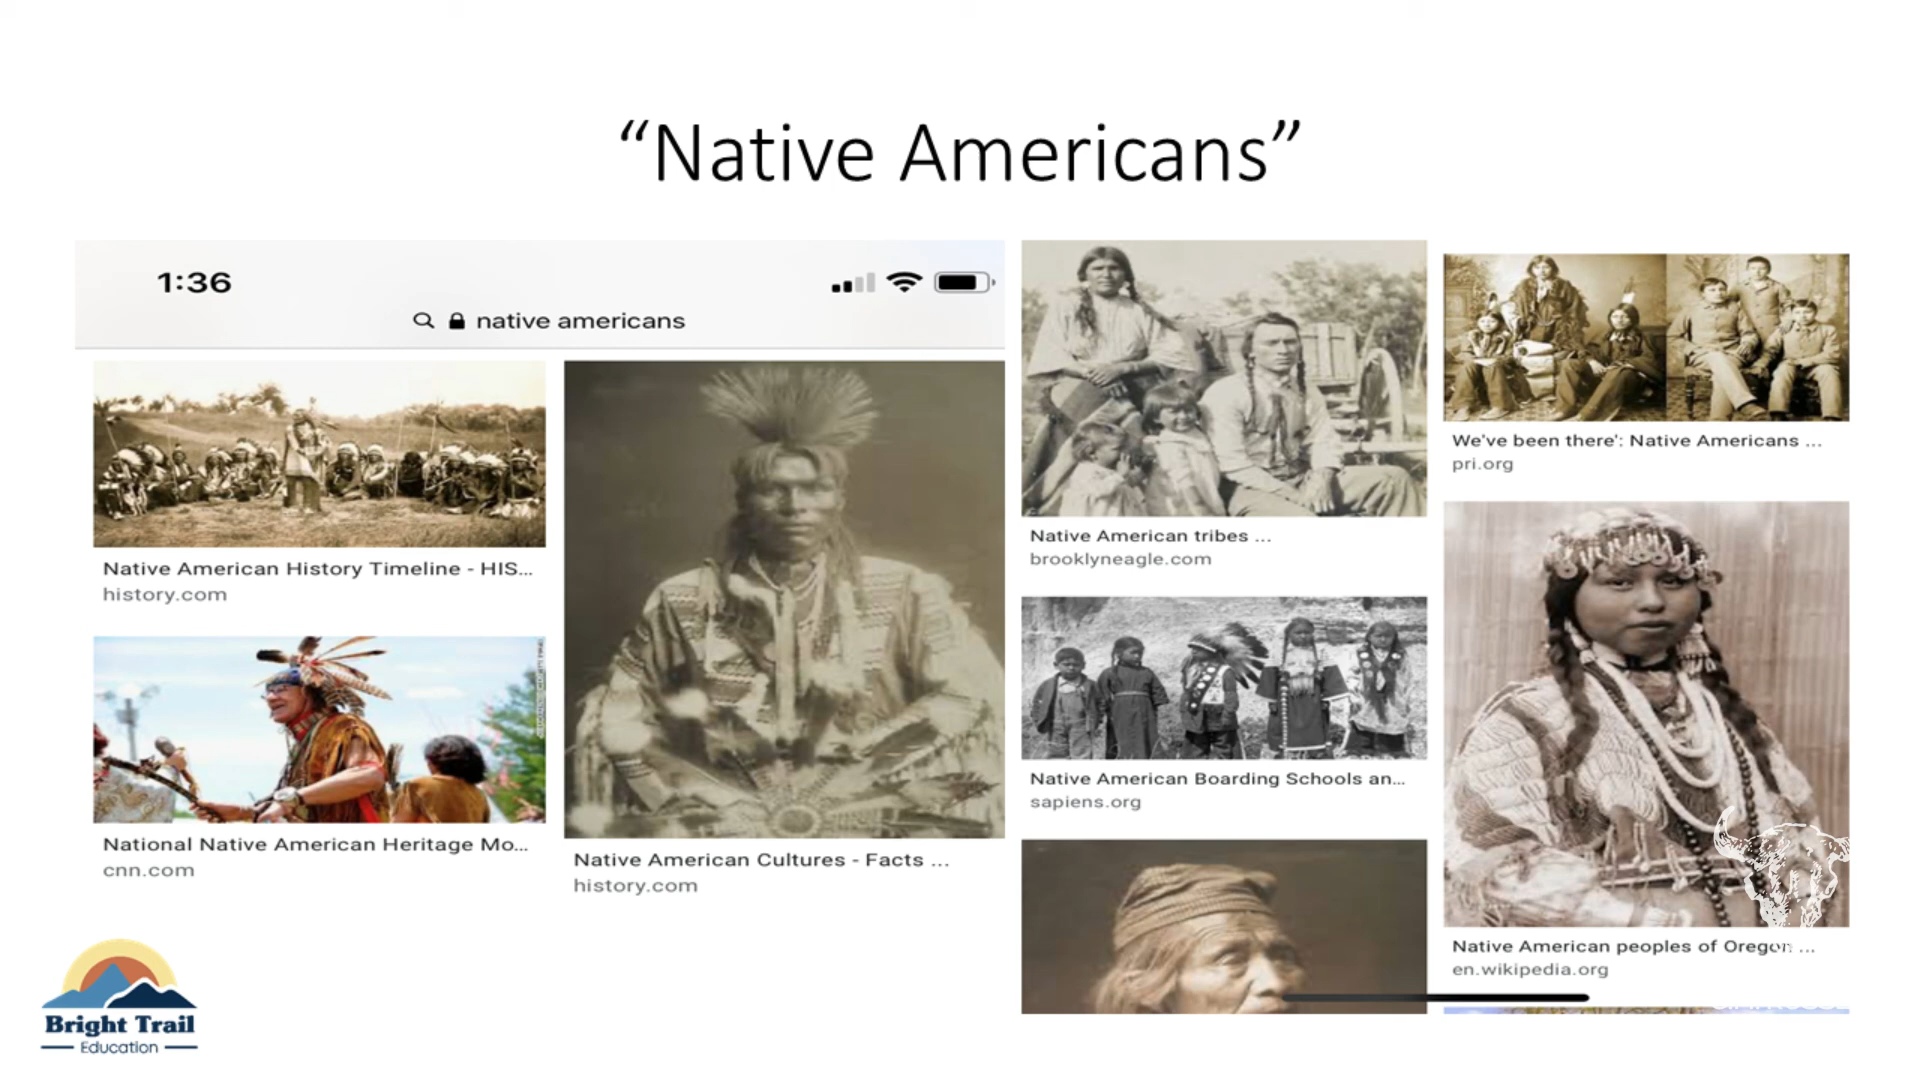 “Native Americans”
1:36
native americans
Native American History Timeline - HIS...
history.com
National Native American Heritage Mo...
cnn.com
Native American Cultures - Facts ...
history.com
Native American tribes ...
brooklyneagle.com
Native American Boarding Schools an...
sapiens.org
We've been there': Native Americans ...
pri.org
Native American peoples of Oregon ...
en.wikipedia.org
Bright Trail
Education